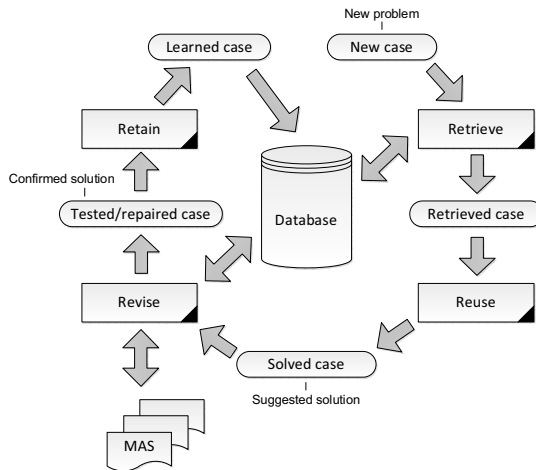 New problem
Learned case
New case
Retain
Retrieve
Confirmed solution
Tested/repaired case
Database
Retrieved case
Revise
Reuse
Solved case
Suggested solution
MAS